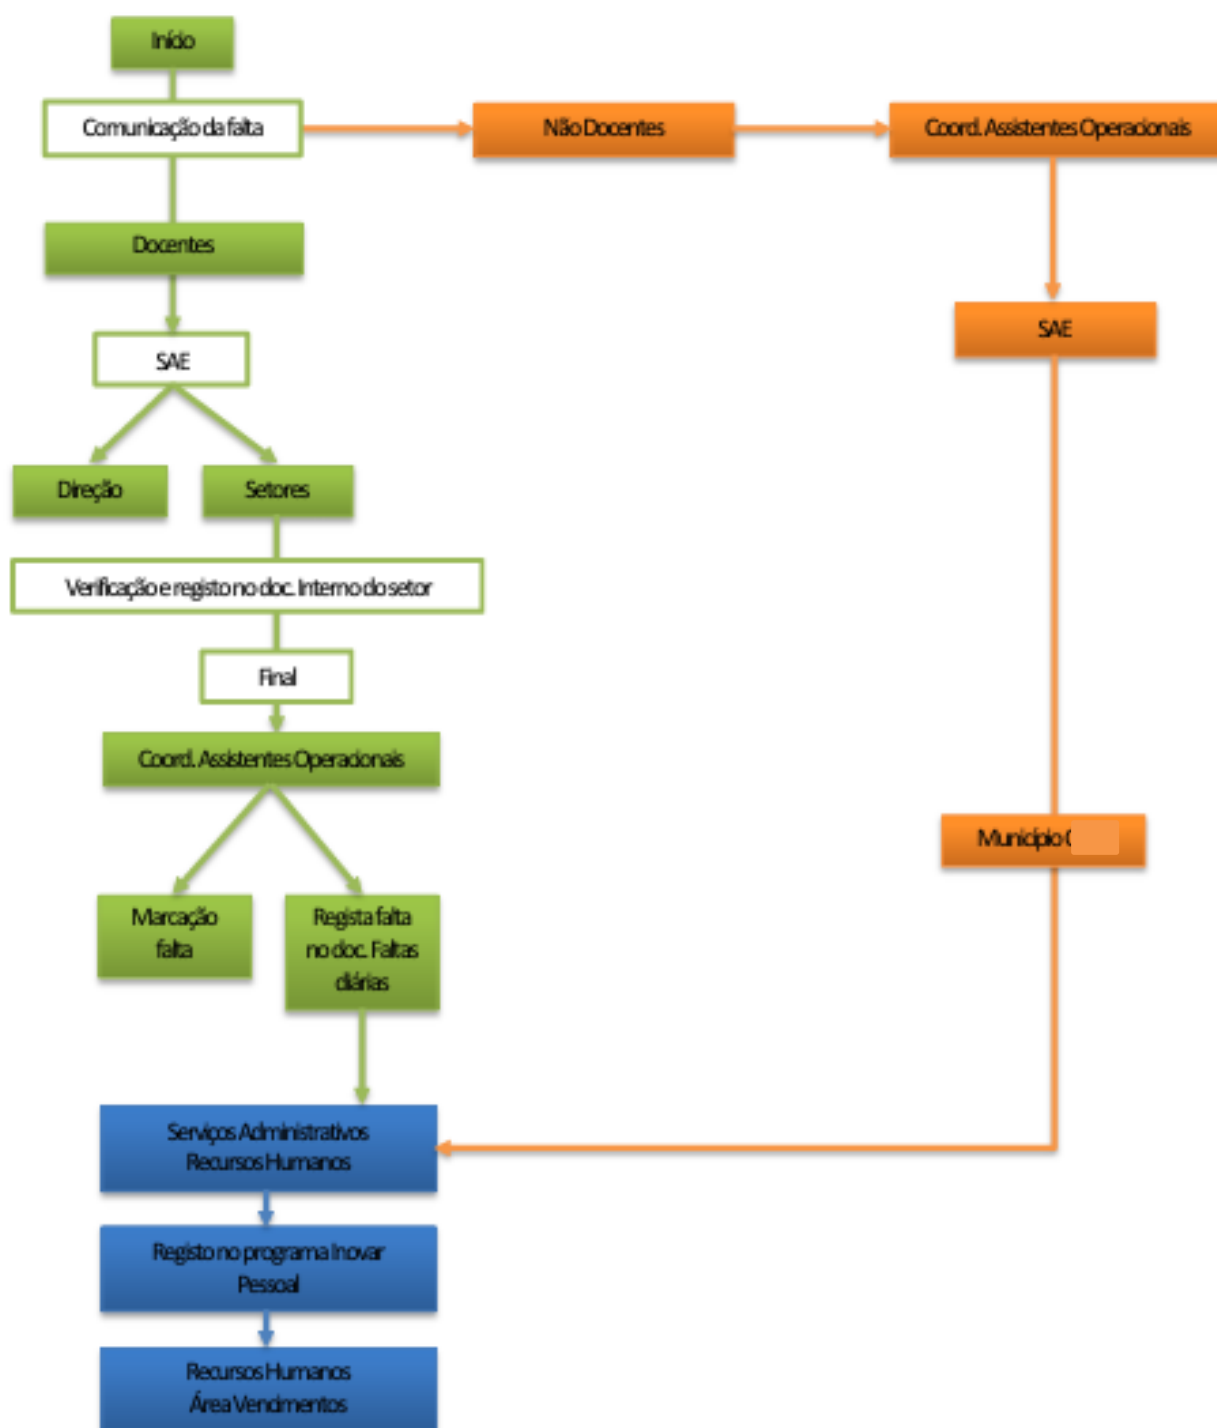 Início
Comunicação da falta
Não Docentes
Coord. Assistentes Operacionais
Docentes
SAE
SAE
Direção
Setores
Verificação e registo no doc. Interno do setor
Final
Coord. Assistentes Operacionais
Município
Marcação
falta
Regista falta
no doc. Faltas
diárias
Serviços Administrativos
Recursos Humanos
Registo no programa Inovar
Pessoal
Recursos Humanos
Área Vencimentos